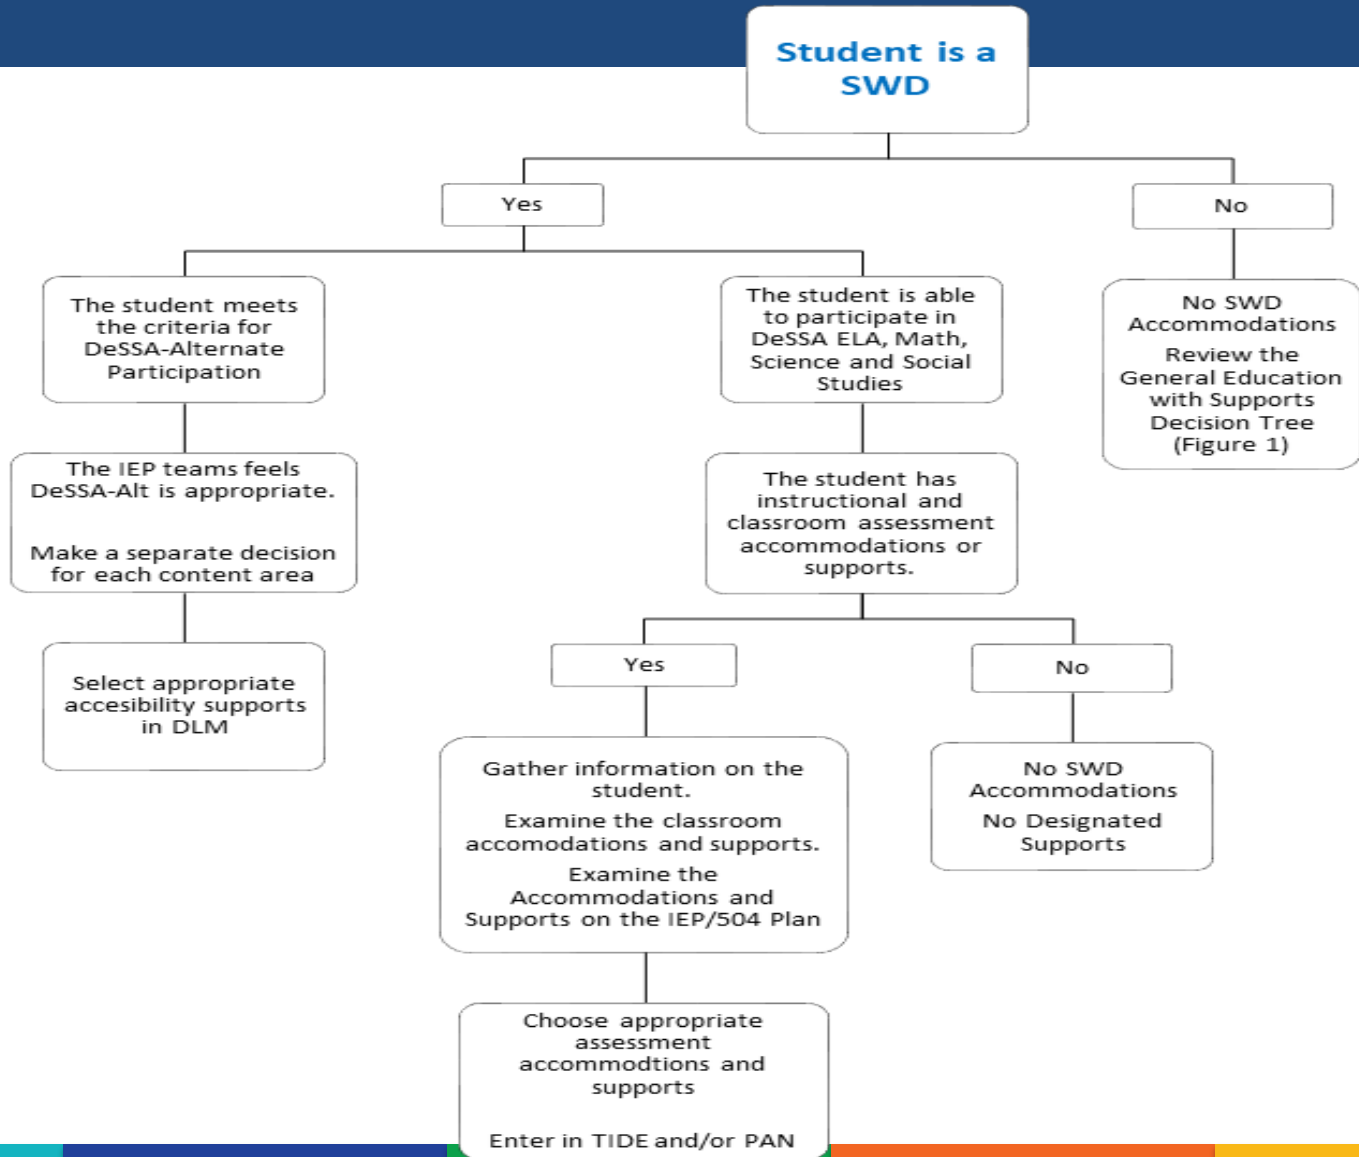 Student is a
SWD
Yes
No
The student meets
the criteria for
DeSSA-Alternate
Participation
The student is able
to participate in
DeSSA ELA, Math,
Science and Social
Studies
No SWD
Accommodations
Review the
General Education
with Supports
Decision Tree
(Figure 1)
The IEP teams feels
DeSSA-Alt is appropriate.
Make a separate decision
for each content area
The student has
instructional and
classroom assessment
accommodations or
supports.
Select appropriate
accesibility supports
in DLM
Yes
No
Gather information on the
student.
Examine the classroom
accomodations and supports.
Examine the
Accommodations and
Supports on the IEP/504 Plan
No SWD
Accommodations
No Designated
Supports
Choose appropriate
assessment
accommodtions and
supports
Enter in TIDE and/or PAN